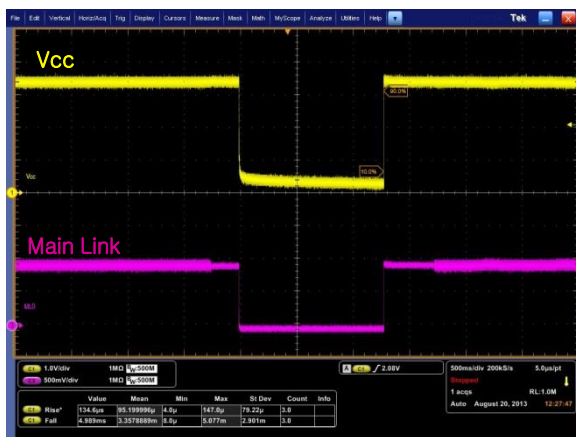 File Edit Vertical Horiz/Acq Trig Display Cursors Measure Mask Math MyScope Analyze Utilities Help Tek
Vcc
90.0%
10.0%
Vcc
1
Main Link
ML0
C1 1.0V/div 1MΩ BW:500M
C2 500mV/div 1MΩ BW:500M
A C1 2.08V
500ms/div 200kS/s 5.0µs/pt
Stopped
1 acqs RL:1.0M
Auto August 20, 2013 12:27:47
Value Mean Min Max St Dev Count Info
C1 Rise* 134.6µs 95.199996µ 4.0µ 147.0µ 79.22µ 3.0
C1 Fall 4.989ms 3.3578889m 8.0µ 5.077m 2.901m 3.0